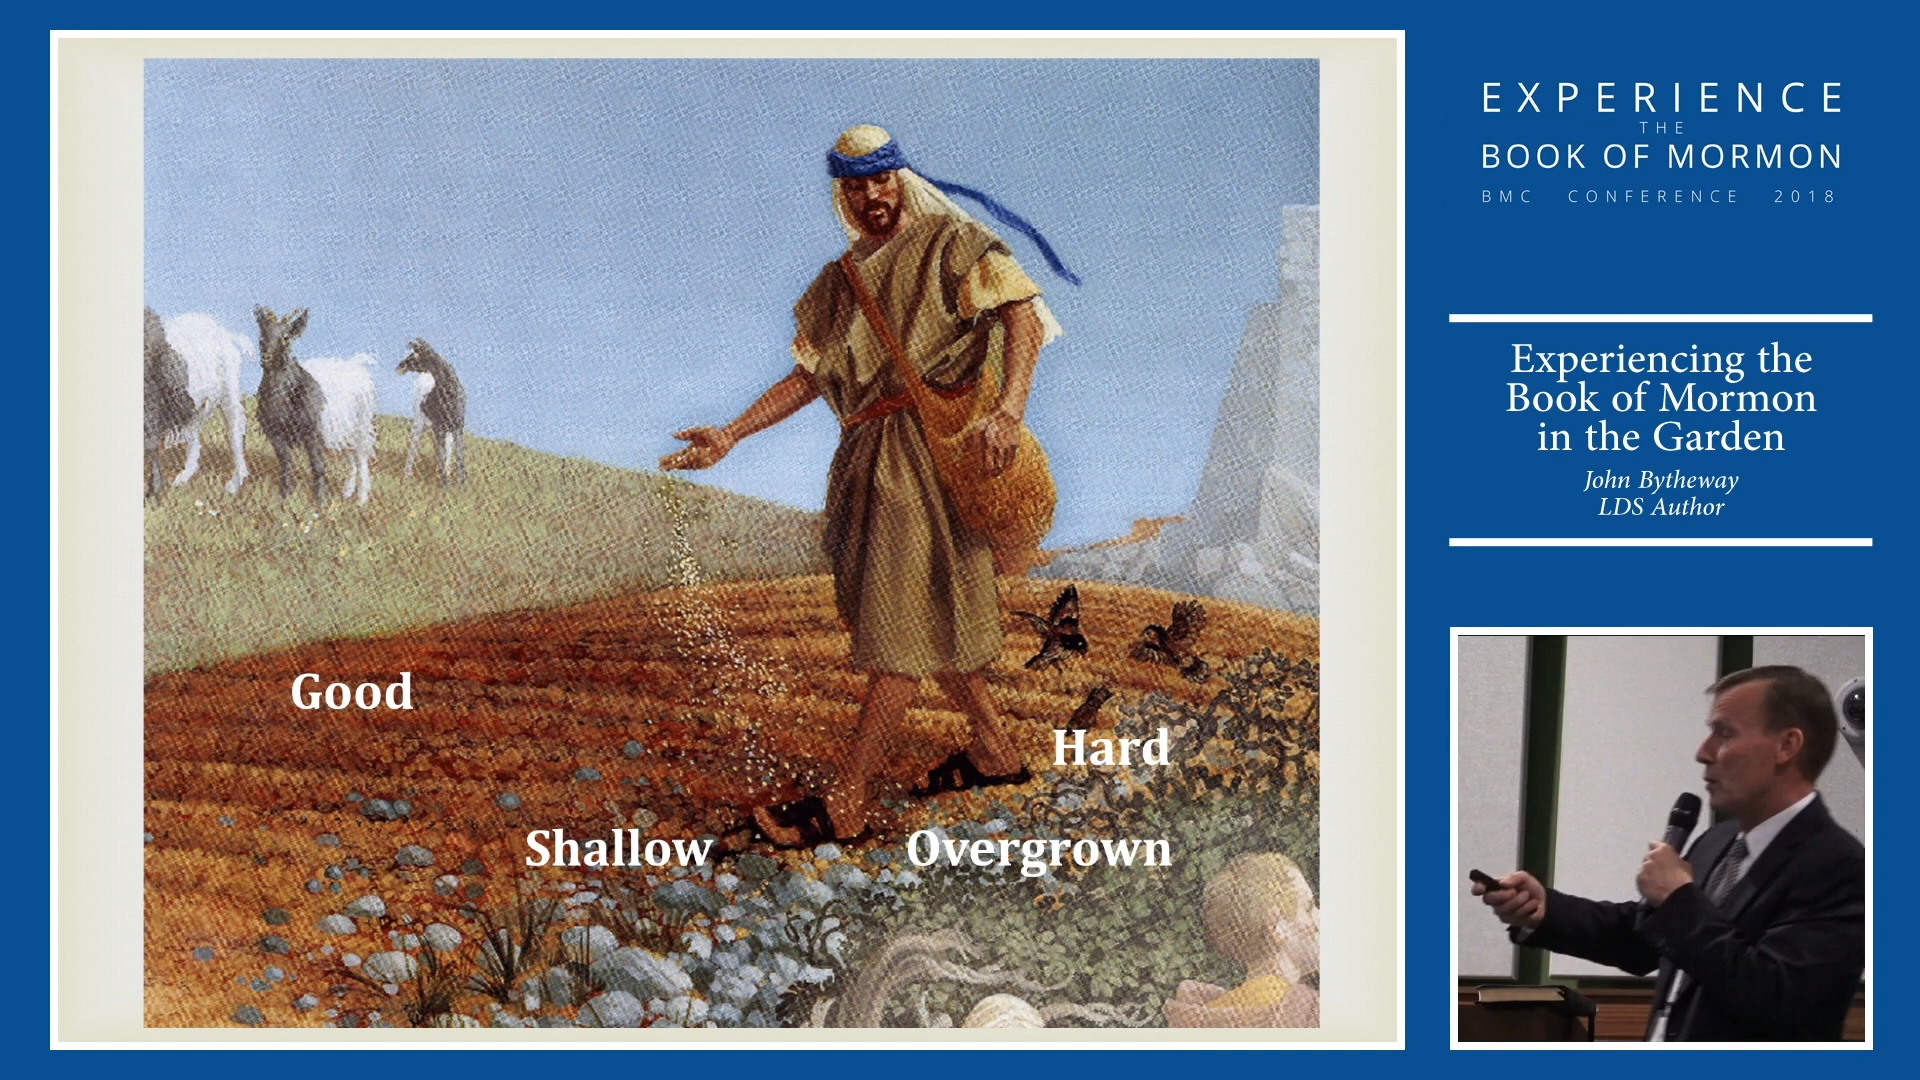 Good
Hard
Shallow
Overgrown
EXPERIENCE
THE
BOOK OF MORMON
BMC CONFERENCE 2018
Experiencing the
Book of Mormon
in the Garden
John Bytheway
LDS Author